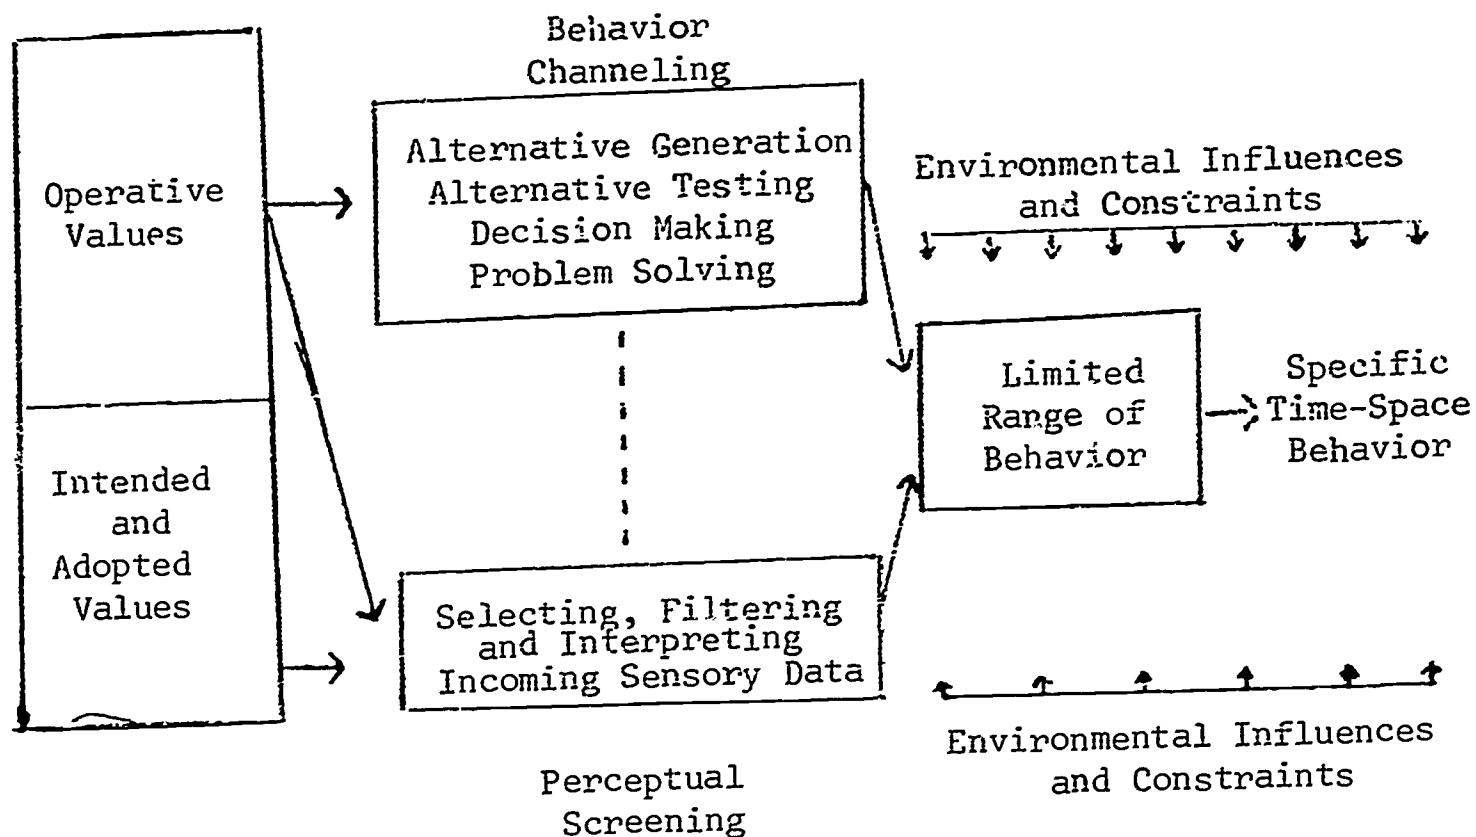 Behavior
Channeling
Operative
Values
Intended
and
Adopted
Values
Alternative Generation
Alternative Testing
Decision Making
Problem Solving
Selecting, Filtering
and Interpreting
Incoming Sensory Data
Perceptual
Screening
Environmental Influences
and Constraints
Limited
Range of
Behavior
Specific
Time-Space
Behavior
Environmental Influences
and Constraints